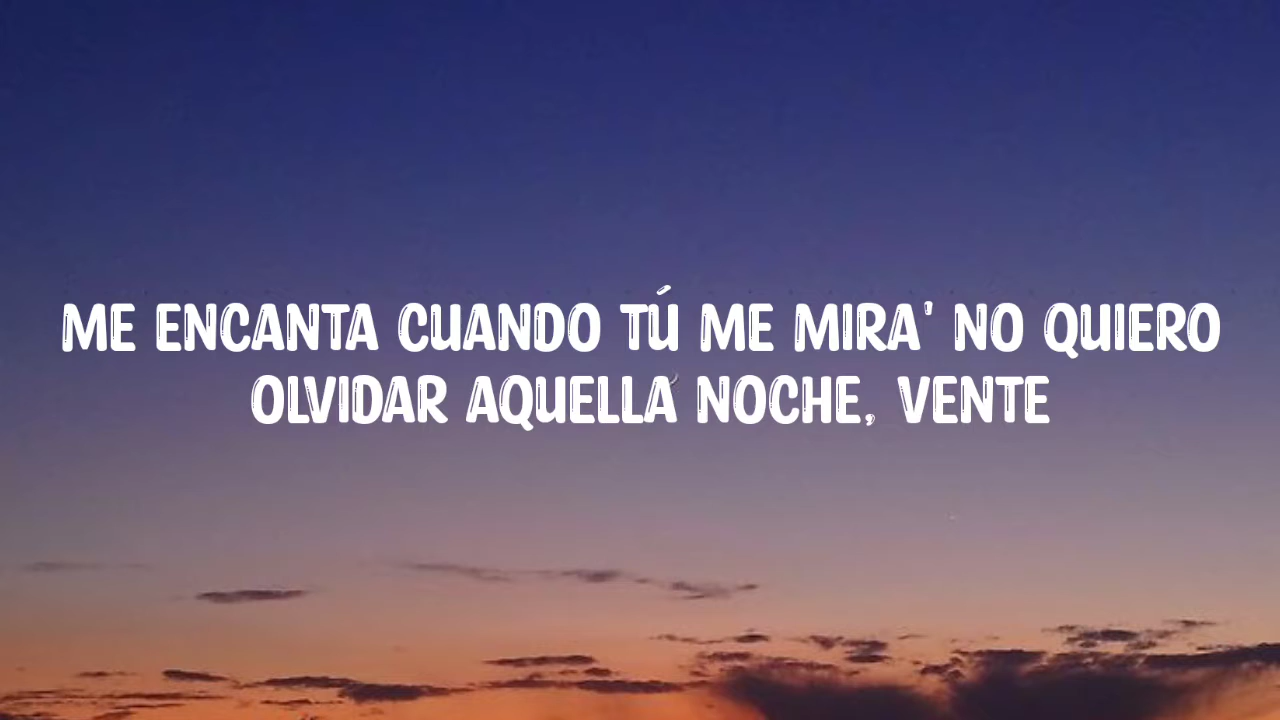 ME ENCANTA CUANDO TÚ ME MIRA' NO QUIERO
OLVIDAR AQUELLA NOCHE, VENTE